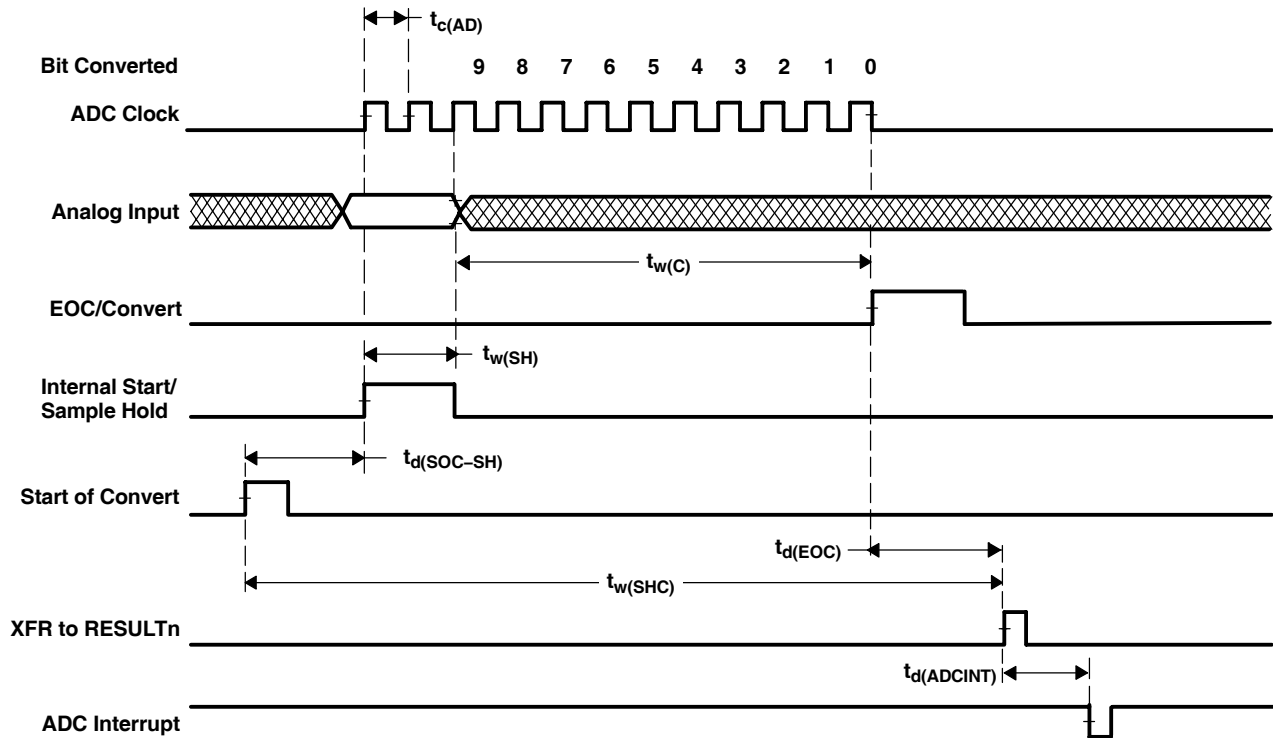 t_c(AD)
Bit Converted 9 8 7 6 5 4 3 2 1 0
ADC Clock
Analog Input
t_w(C)
EOC/Convert
t_w(SH)
Internal Start/
Sample Hold
t_d(SOC−SH)
Start of Convert
t_d(EOC)
t_w(SHC)
XFR to RESULTn
t_d(ADCINT)
ADC Interrupt